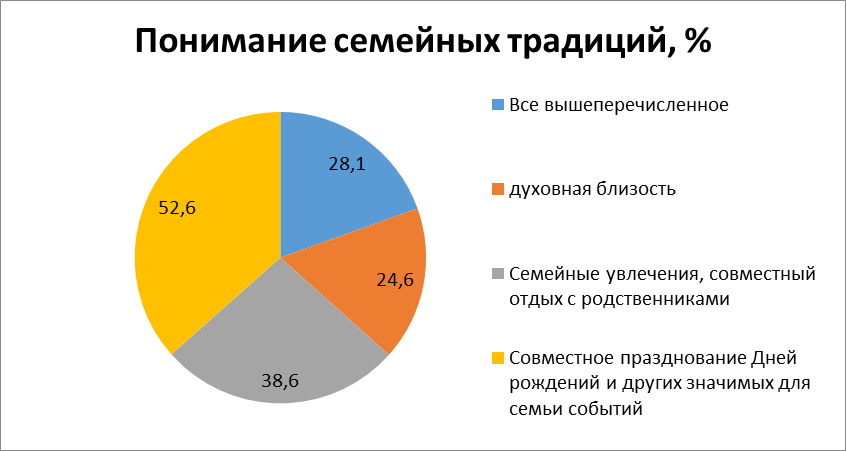 Понимание семейных традиций, %
28,1
24,6
38,6
52,6
Все вышеперечисленное
духовная близость
Семейные увлечения, совместный
отдых с родственниками
Совместное празднование Дней
рождений и других значимых для
семьи событий